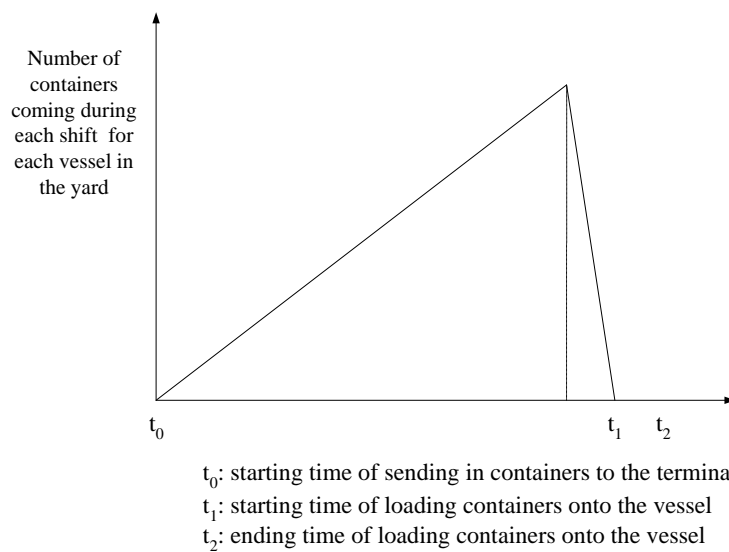 Number of
containers
coming during
each shift for
each vessel in
the yard
t₀
t₁
t₂
t₀: starting time of sending in containers to the termina
t₁: starting time of loading containers onto the vessel
t₂: ending time of loading containers onto the vessel